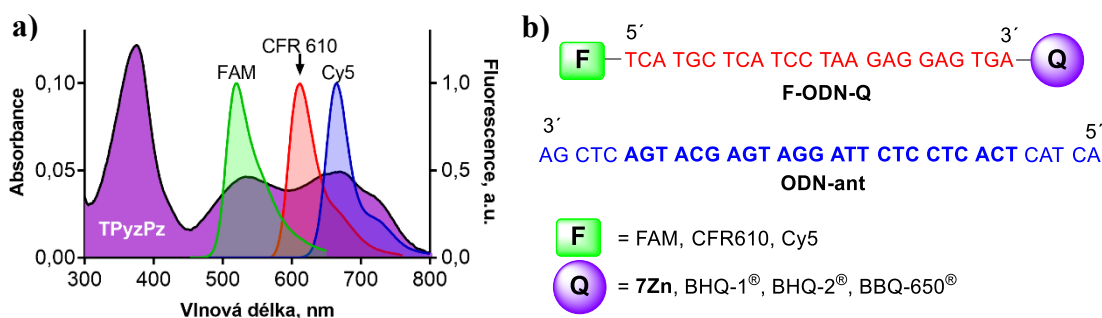 a)
CFR 610
FAM
Cy5
0,10
0,05
0,00
Absorbance
1,0
0,5
0,0
Fluorescence, a.u.
TPyzPz
300 400 500 600 700 800
Vlnová délka, nm
b)
5´ 3´
F TCA TGC TCA TCC TAA GAG GAG TGA Q
F-ODN-Q
3´ 5´
AG CTC AGT ACG AGT AGG ATT CTC CTC ACT CAT CA
ODN-ant
F = FAM, CFR610, Cy5
Q = 7Zn, BHQ-1®, BHQ-2®, BBQ-650®